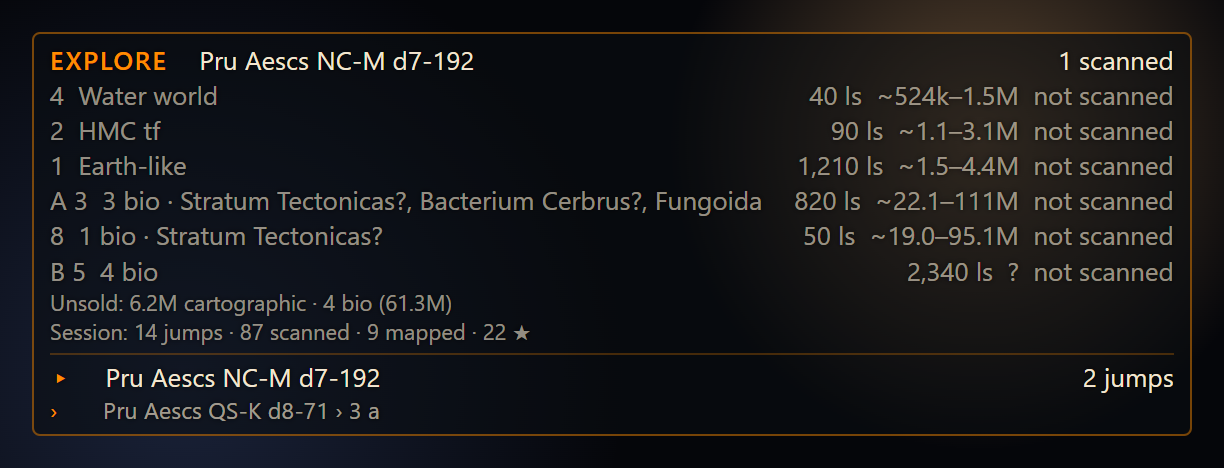 EXPLORE Pru Aescs NC-M d7-192 1 scanned
4 Water world 40 ls ~524k–1.5M not scanned
2 HMC tf 90 ls ~1.1–3.1M not scanned
1 Earth-like 1,210 ls ~1.5–4.4M not scanned
A 3 3 bio · Stratum Tectonicas?, Bacterium Cerbrus?, Fungoida 820 ls ~22.1–111M not scanned
8 1 bio · Stratum Tectonicas? 50 ls ~19.0–95.1M not scanned
B 5 4 bio 2,340 ls ? not scanned
Unsold: 6.2M cartographic · 4 bio (61.3M)
Session: 14 jumps · 87 scanned · 9 mapped · 22 ★
▸ Pru Aescs NC-M d7-192 2 jumps
› Pru Aescs QS-K d8-71 › 3 a